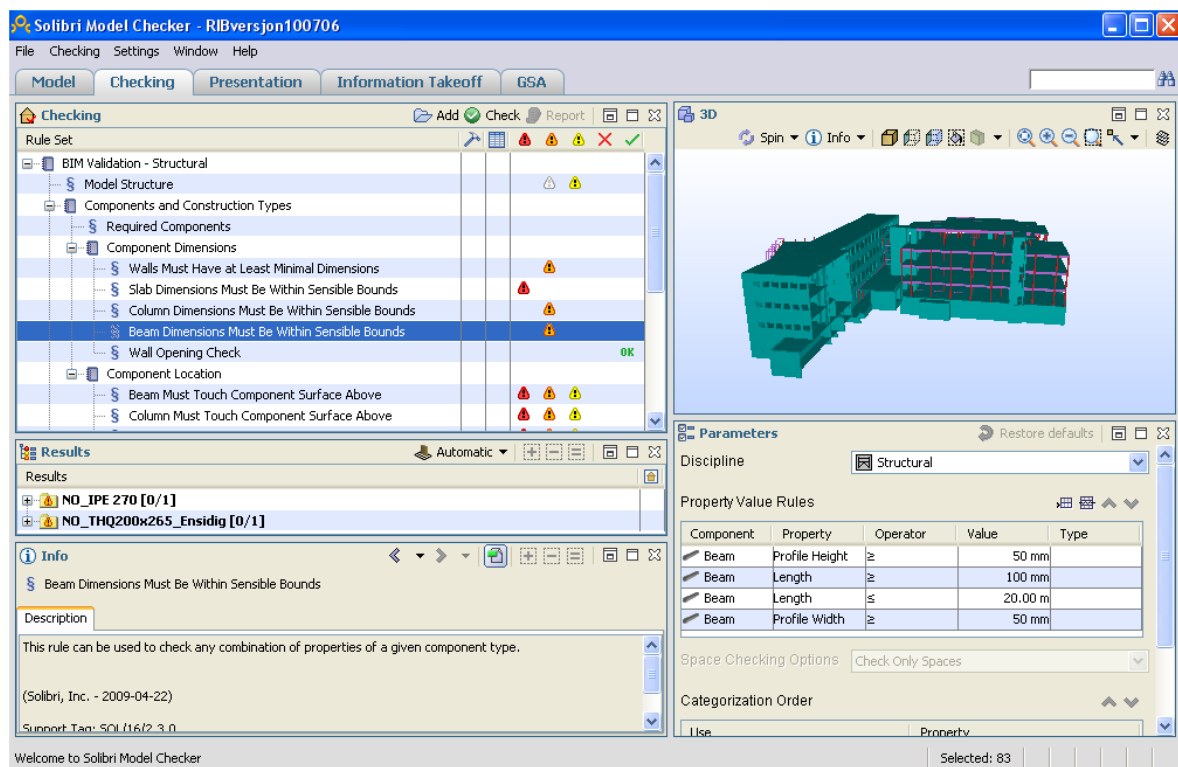 Solibri Model Checker - RIBversjon100706
File Checking Settings Window Help
Model Checking Presentation Information Takeoff GSA
Checking Add Check Report
Rule Set
BIM Validation - Structural
§ Model Structure
Components and Construction Types
§ Required Components
Component Dimensions
§ Walls Must Have at Least Minimal Dimensions
§ Slab Dimensions Must Be Within Sensible Bounds
§ Column Dimensions Must Be Within Sensible Bounds
§ Beam Dimensions Must Be Within Sensible Bounds
§ Wall Opening Check OK
Component Location
§ Beam Must Touch Component Surface Above
§ Column Must Touch Component Surface Above
Results Automatic
Results
NO_IPE 270 [0/1]
NO_THQ200x265_Ensidig [0/1]
Info
§ Beam Dimensions Must Be Within Sensible Bounds
Description
This rule can be used to check any combination of properties of a given component type.
(Solibri, Inc. - 2009-04-22)
Support Tag: SOL/16/2.3.0
3D
Spin Info
Parameters Restore defaults
Discipline Structural
Property Value Rules
Component Property Operator Value Type
Beam Profile Height ≥ 50 mm
Beam Length ≥ 100 mm
Beam Length ≤ 20.00 m
Beam Profile Width ≥ 50 mm
Space Checking Options Check Only Spaces
Categorization Order
Use Property
Welcome to Solibri Model Checker Selected: 83